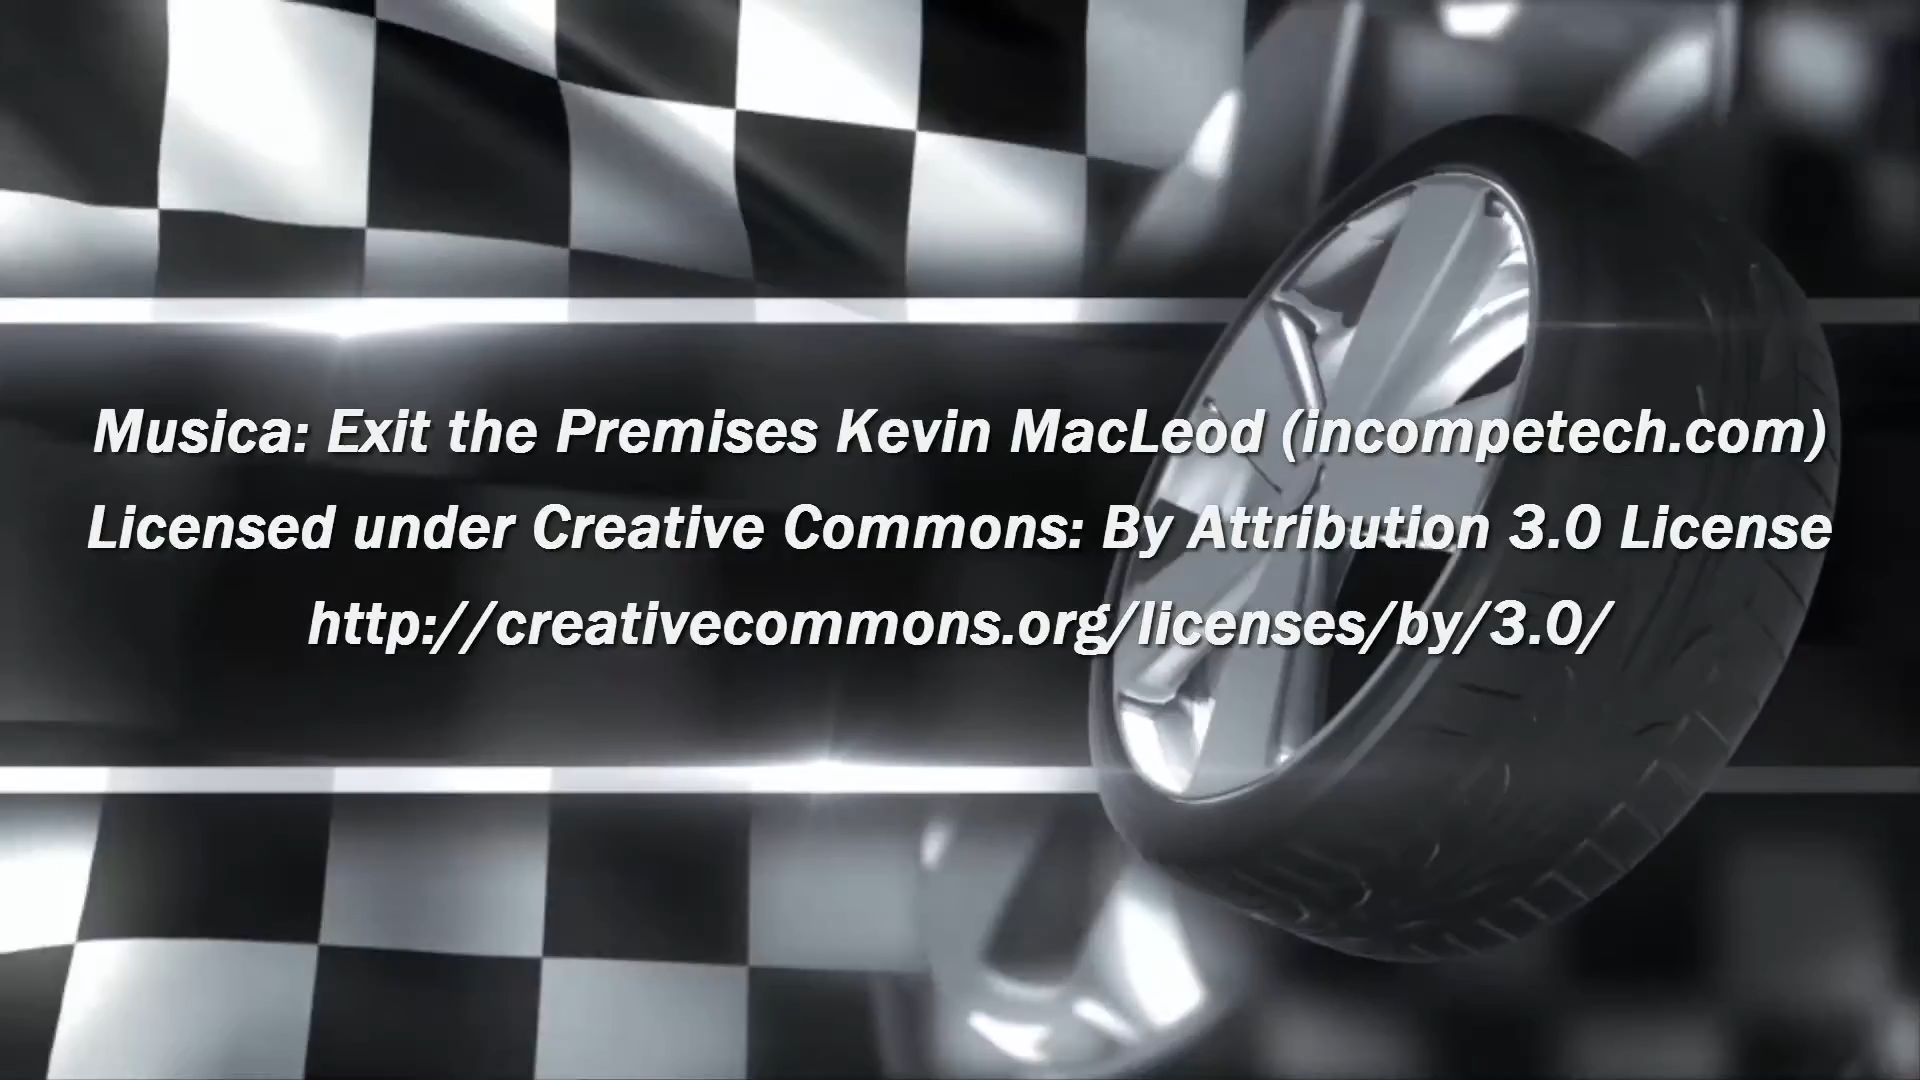 Musica: Exit the Premises Kevin MacLeod (incompetech.com)
Licensed under Creative Commons: By Attribution 3.0 License
http://creativecommons.org/licenses/by/3.0/